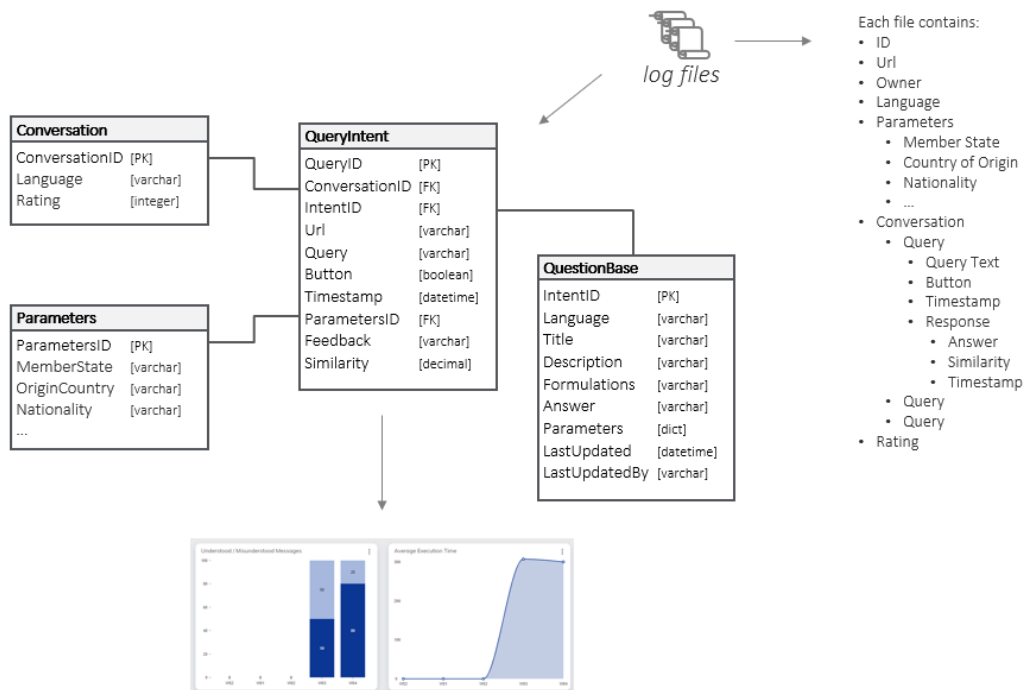 log files
Each file contains:
• ID
• Url
• Owner
• Language
• Parameters
• Member State
• Country of Origin
• Nationality
• ...
• Conversation
• Query
• Query Text
• Button
• Timestamp
• Response
• Answer
• Similarity
• Timestamp
• Query
• Query
• Rating
Conversation
ConversationID [PK]
Language [varchar]
Rating [integer]
QueryIntent
QueryID [PK]
ConversationID [FK]
IntentID [FK]
Url [varchar]
Query [varchar]
Button [boolean]
Timestamp [datetime]
ParametersID [FK]
Feedback [varchar]
Similarity [decimal]
QuestionBase
IntentID [PK]
Language [varchar]
Title [varchar]
Description [varchar]
Formulations [varchar]
Answer [varchar]
Parameters [dict]
LastUpdated [datetime]
LastUpdatedBy [varchar]
Parameters
ParametersID [PK]
MemberState [varchar]
OriginCountry [varchar]
Nationality [varchar]
...
Understood / Misunderstood Messages
Average Execution Time